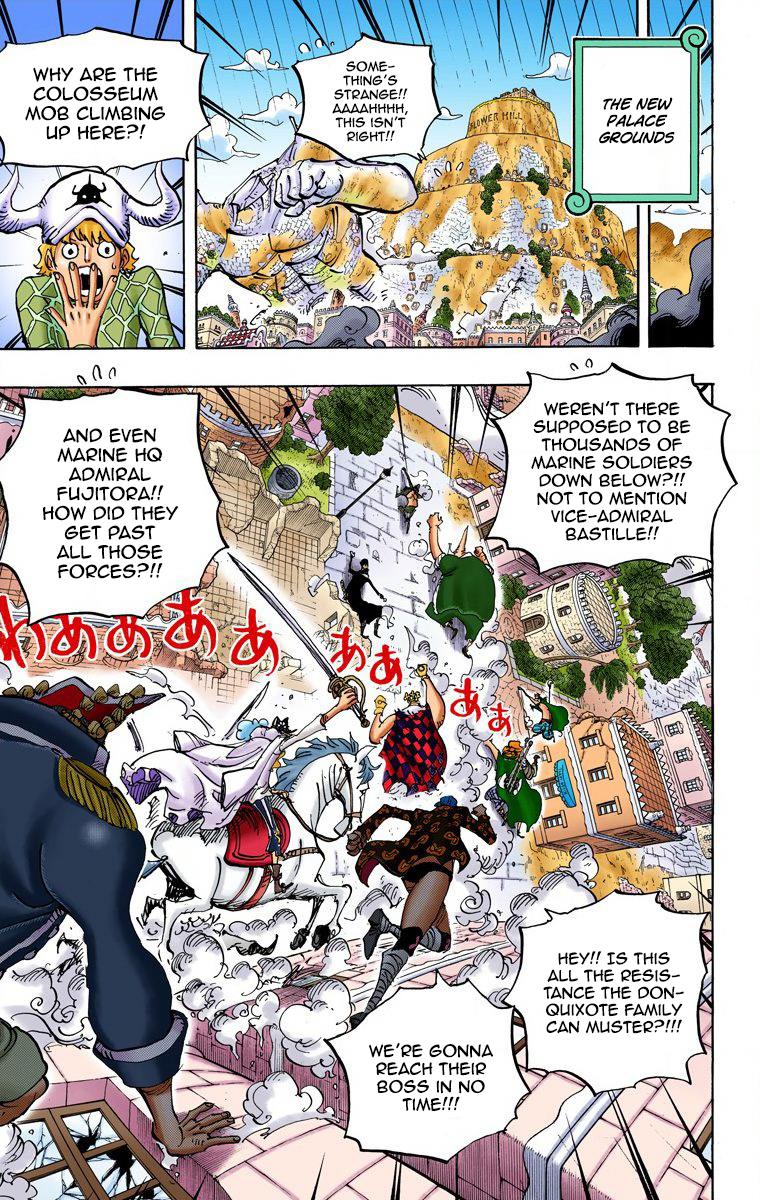 THE NEW
PALACE
GROUNDS
SOME-
THING'S
STRANGE!!
AAAAHHHH,
THIS ISN'T
RIGHT!!
FLOWER HILL
WHY ARE THE
COLOSSEUM
MOB CLIMBING
UP HERE?!
WEREN'T THERE
SUPPOSED TO BE
THOUSANDS OF
MARINE SOLDIERS
DOWN BELOW?!!
NOT TO MENTION
VICE-ADMIRAL
BASTILLE!!
AND EVEN
MARINE HQ
ADMIRAL
FUJITORA!!
HOW DID THEY
GET PAST
ALL THOSE
FORCES?!!
わぁぁああ
ああ
ああ
HEY!! IS THIS
ALL THE RESIS-
TANCE THE DON-
QUIXOTE FAMILY
CAN MUSTER?!!!
WE'RE GONNA
REACH THEIR
BOSS IN NO
TIME!!!